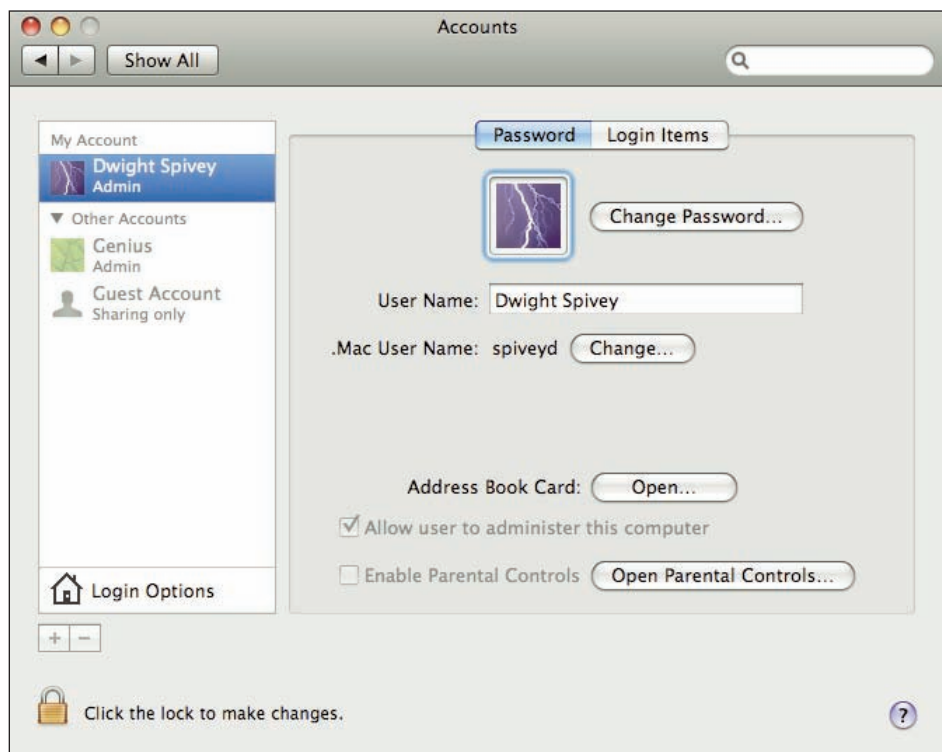 Accounts
Show All
My Account
Dwight Spivey
Admin
Other Accounts
Genius
Admin
Guest Account
Sharing only
Login Options
+ −
Password Login Items
Change Password...
User Name: Dwight Spivey
.Mac User Name: spiveyd Change...
Address Book Card: Open...
Allow user to administer this computer
Enable Parental Controls Open Parental Controls...
Click the lock to make changes.
?